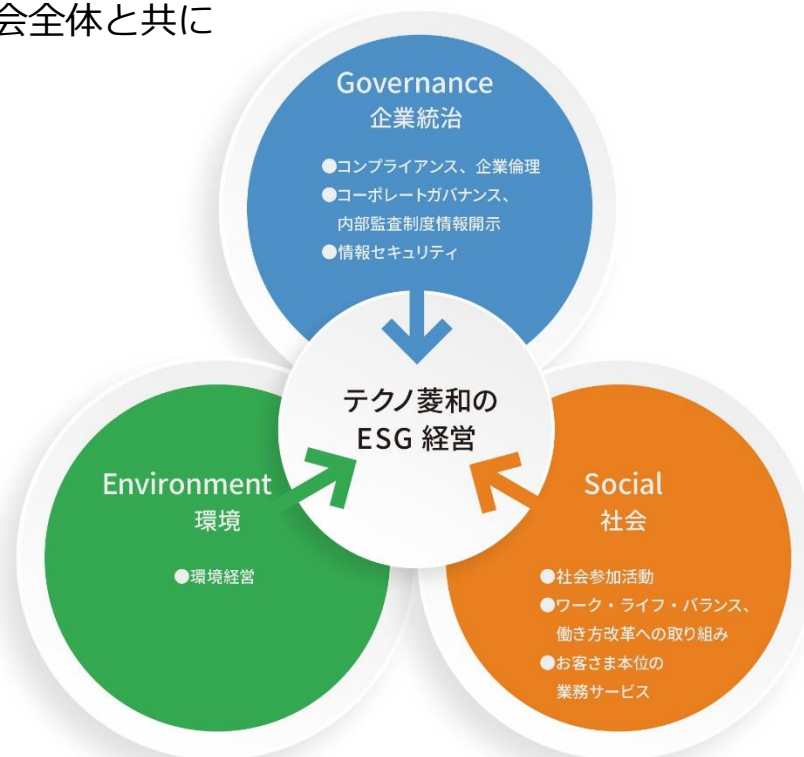 会全体と共に
Governance
企業統治
●コンプライアンス、企業倫理
●コーポレートガバナンス、
内部監査制度情報開示
●情報セキュリティ
テクノ菱和の
ESG 経営
Environment
環境
●環境経営
Social
社会
●社会参加活動
●ワーク・ライフ・バランス、
働き方改革への取り組み
●お客さま本位の
業務サービス